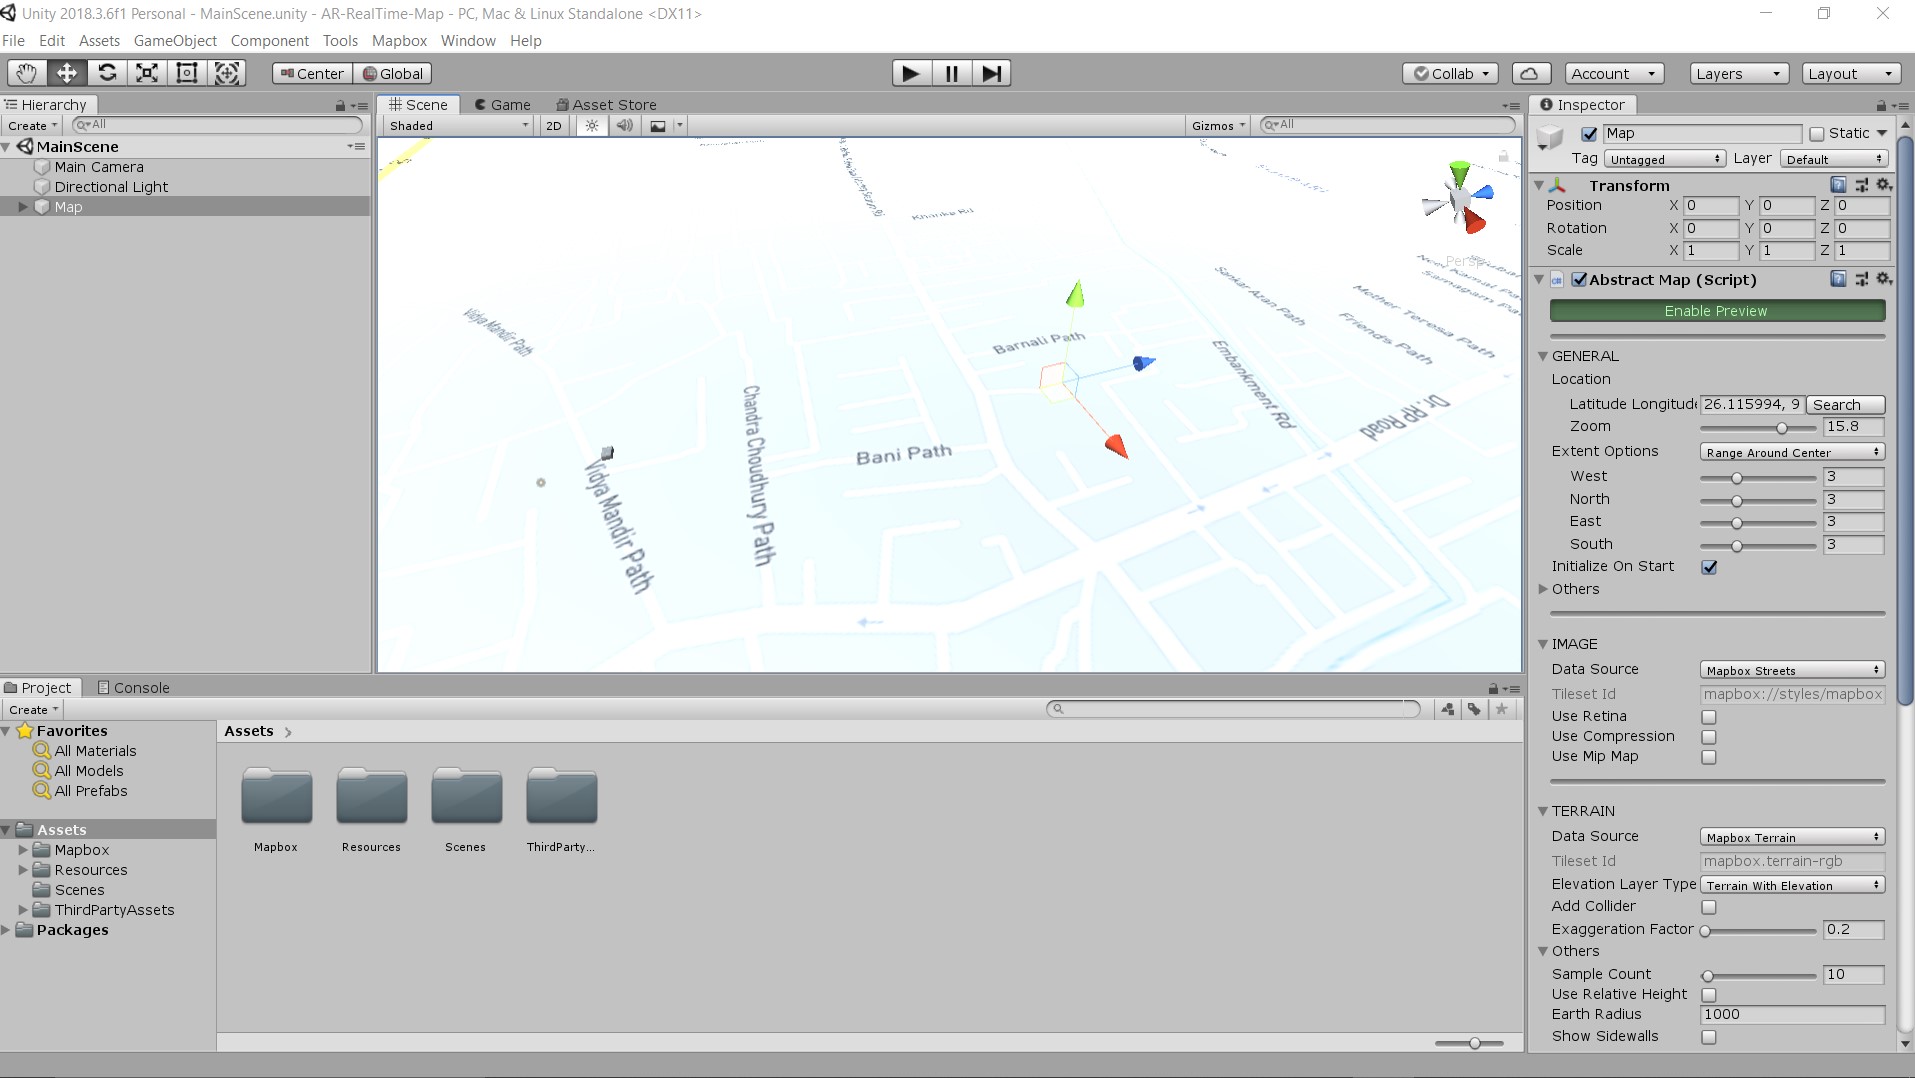 Unity 2018.3.6f1 Personal - MainScene.unity - AR-RealTime-Map - PC, Mac & Linux Standalone <DX11>
File Edit Assets GameObject Component Tools Mapbox Window Help
Center Global Collab Account Layers Layout
Hierarchy
Create All
MainScene
Main Camera
Directional Light
Map
Scene Game Asset Store
Shaded 2D Gizmos All
Khanka Rd
Persp
Vidya Mandir Path
Sankar Azan Path
Mother Teresa Path
Friend's Path
Barnali Path
Embankment Rd
Dr. RP Road
Chandra Choudhury Path
Bani Path
Vidya Mandir Path
Inspector
Map Static
Tag Untagged Layer Default
Transform
Position X 0 Y 0 Z 0
Rotation X 0 Y 0 Z 0
Scale X 1 Y 1 Z 1
Abstract Map (Script)
Enable Preview
GENERAL
Location
Latitude Longitude 26.115994, 9 Search
Zoom 15.8
Extent Options Range Around Center
West 3
North 3
East 3
South 3
Initialize On Start
Others
IMAGE
Data Source Mapbox Streets
Tileset Id mapbox://styles/mapbox
Use Retina
Use Compression
Use Mip Map
TERRAIN
Data Source Mapbox Terrain
Tileset Id mapbox.terrain-rgb
Elevation Layer Type Terrain With Elevation
Add Collider
Exaggeration Factor 0.2
Others
Sample Count 10
Use Relative Height
Earth Radius 1000
Show Sidewalls
Project Console
Create
Favorites
All Materials
All Models
All Prefabs
Assets
Mapbox
Resources
Scenes
ThirdPartyAssets
Packages
Assets
Mapbox Resources Scenes ThirdParty...